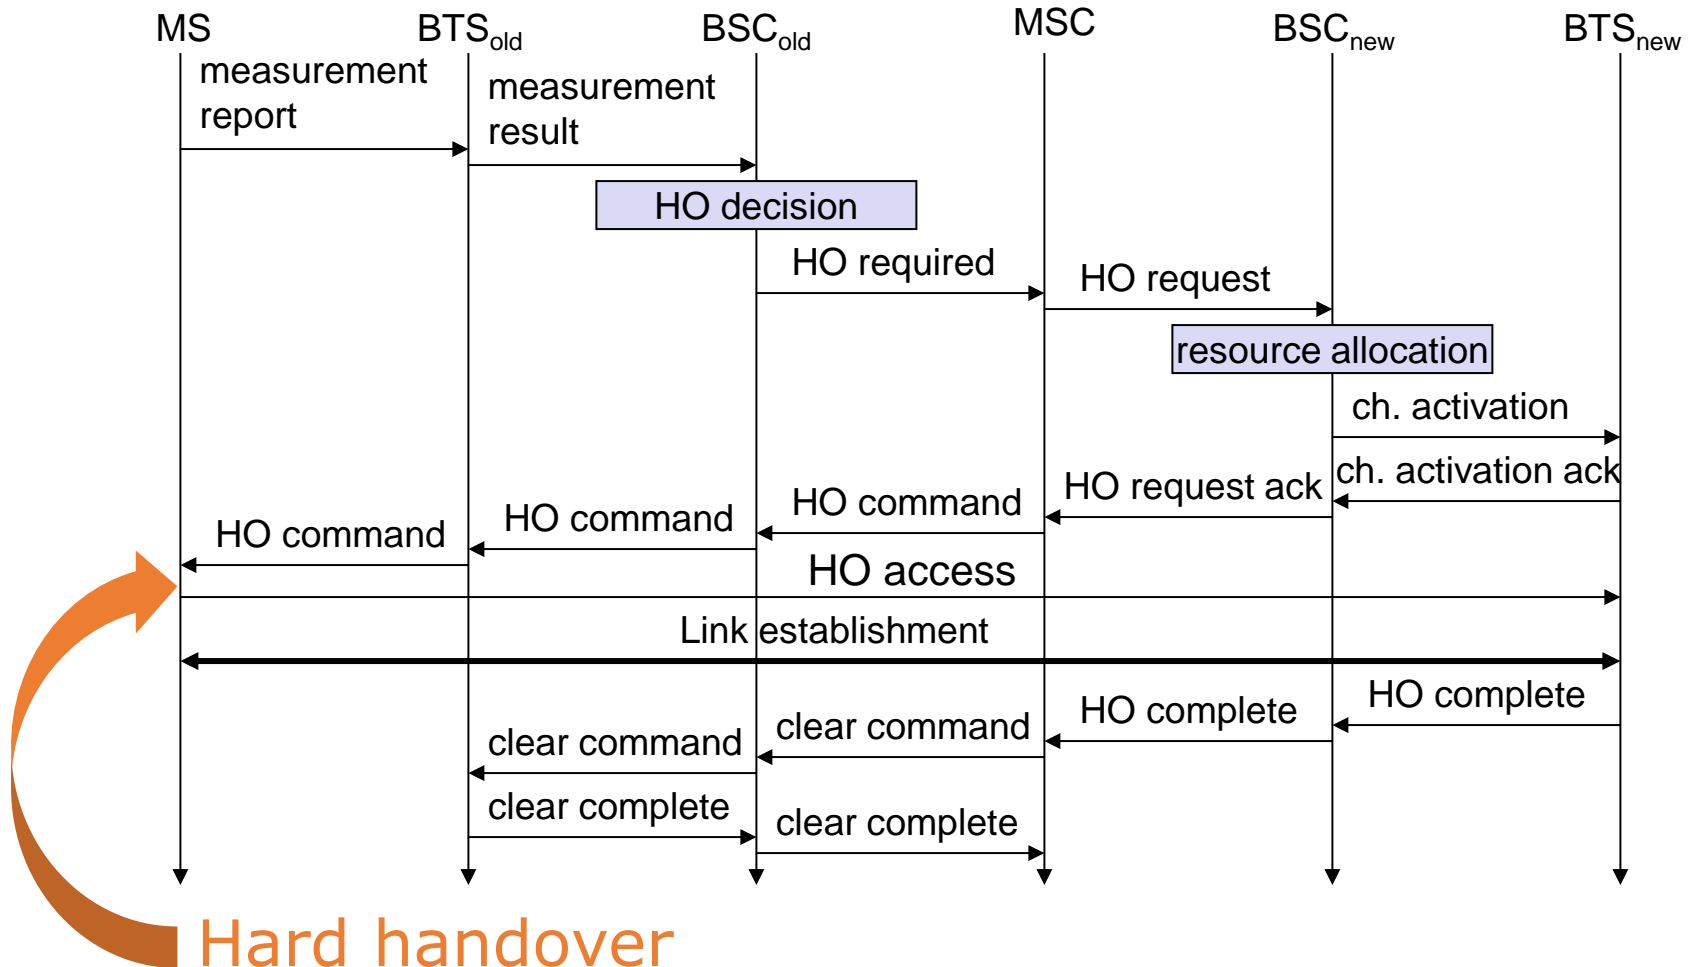 MS
BTSold
BSCold
MSC
BSCnew
BTSnew
measurement
report
measurement
result
HO decision
HO required
HO request
resource allocation
ch. activation
ch. activation ack
HO request ack
HO command
HO command
HO command
HO access
Link establishment
HO complete
HO complete
clear command
clear command
clear complete
clear complete
Hard handover